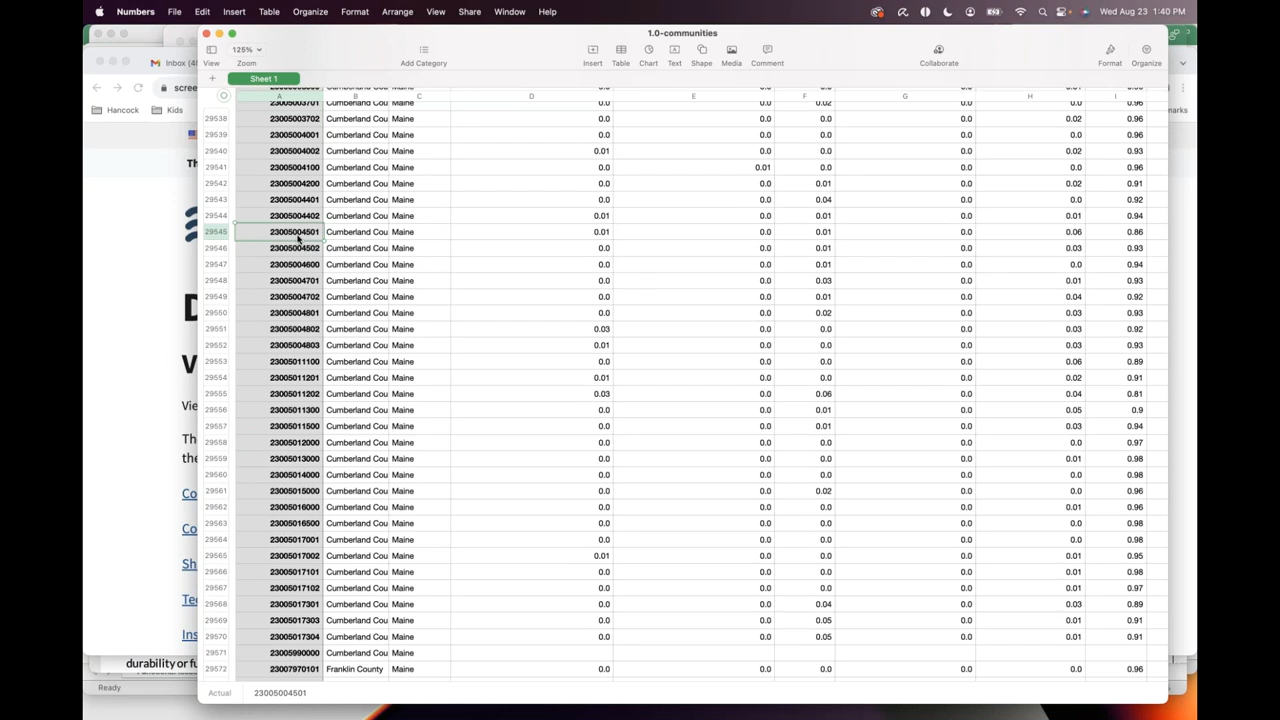 Numbers File Edit Insert Table Organize Format Arrange View Share Window Help Wed Aug 23 1:40 PM
1.0-communities
125%
View Zoom Add Category Insert Table Chart Text Shape Media Comment Collaborate Format Organize
Sheet 1
Inbox
scree
Hancock Kids
marks
Th
D
V
Vie
The
the
Co
Co
Sh
Te
Ins
durability or fu
Ready
A B C D E F G H I
23005003701 Cumberland Cou Maine 0.0 0.0 0.02 0.0 0.0 0.96
29538 23005003702 Cumberland Cou Maine 0.0 0.0 0.0 0.0 0.02 0.96
29539 23005004001 Cumberland Cou Maine 0.0 0.0 0.0 0.0 0.0 0.96
29540 23005004002 Cumberland Cou Maine 0.01 0.0 0.0 0.0 0.02 0.93
29541 23005004100 Cumberland Cou Maine 0.0 0.01 0.0 0.0 0.0 0.96
29542 23005004200 Cumberland Cou Maine 0.0 0.0 0.01 0.0 0.02 0.91
29543 23005004401 Cumberland Cou Maine 0.0 0.0 0.04 0.0 0.0 0.92
29544 23005004402 Cumberland Cou Maine 0.01 0.0 0.01 0.0 0.01 0.94
29545 23005004501 Cumberland Cou Maine 0.01 0.0 0.01 0.0 0.06 0.86
29546 23005004502 Cumberland Cou Maine 0.0 0.0 0.01 0.0 0.03 0.93
29547 23005004600 Cumberland Cou Maine 0.0 0.0 0.01 0.0 0.0 0.94
29548 23005004701 Cumberland Cou Maine 0.0 0.0 0.03 0.0 0.01 0.93
29549 23005004702 Cumberland Cou Maine 0.0 0.0 0.01 0.0 0.04 0.92
29550 23005004801 Cumberland Cou Maine 0.0 0.0 0.02 0.0 0.03 0.93
29551 23005004802 Cumberland Cou Maine 0.03 0.0 0.0 0.0 0.03 0.92
29552 23005004803 Cumberland Cou Maine 0.01 0.0 0.0 0.0 0.03 0.93
29553 23005011100 Cumberland Cou Maine 0.0 0.0 0.0 0.0 0.06 0.89
29554 23005011201 Cumberland Cou Maine 0.01 0.0 0.0 0.0 0.02 0.91
29555 23005011202 Cumberland Cou Maine 0.03 0.0 0.06 0.0 0.04 0.81
29556 23005011300 Cumberland Cou Maine 0.0 0.0 0.01 0.0 0.05 0.9
29557 23005011500 Cumberland Cou Maine 0.0 0.0 0.01 0.0 0.03 0.94
29558 23005012000 Cumberland Cou Maine 0.0 0.0 0.0 0.0 0.0 0.97
29559 23005013000 Cumberland Cou Maine 0.0 0.0 0.0 0.0 0.01 0.98
29560 23005014000 Cumberland Cou Maine 0.0 0.0 0.0 0.0 0.0 0.98
29561 23005015000 Cumberland Cou Maine 0.0 0.0 0.02 0.0 0.0 0.96
29562 23005016000 Cumberland Cou Maine 0.0 0.0 0.0 0.0 0.01 0.96
29563 23005016500 Cumberland Cou Maine 0.0 0.0 0.0 0.0 0.0 0.98
29564 23005017001 Cumberland Cou Maine 0.0 0.0 0.0 0.0 0.0 0.98
29565 23005017002 Cumberland Cou Maine 0.01 0.0 0.0 0.0 0.01 0.95
29566 23005017101 Cumberland Cou Maine 0.0 0.0 0.0 0.0 0.01 0.98
29567 23005017102 Cumberland Cou Maine 0.0 0.0 0.0 0.0 0.01 0.97
29568 23005017301 Cumberland Cou Maine 0.0 0.0 0.04 0.0 0.03 0.89
29569 23005017303 Cumberland Cou Maine 0.0 0.0 0.05 0.0 0.01 0.91
29570 23005017304 Cumberland Cou Maine 0.0 0.0 0.05 0.0 0.01 0.91
29571 23005990000 Cumberland Cou Maine
29572 23007970101 Franklin County Maine 0.0 0.0 0.0 0.0 0.0 0.96
Actual 23005004501